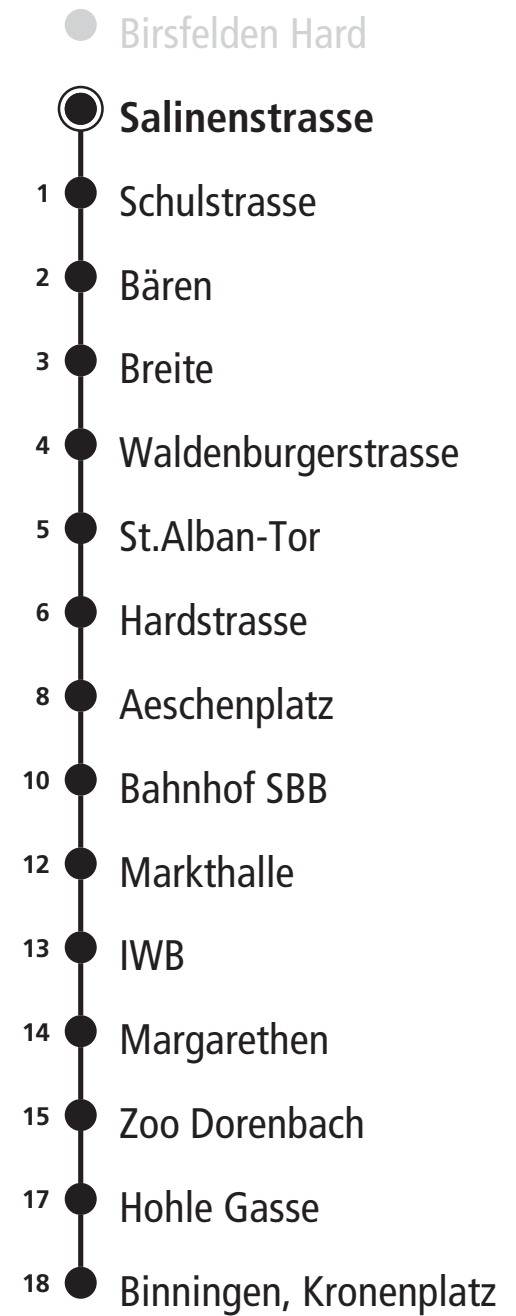 Birsfelden Hard
Salinenstrasse
1 Schulstrasse
2 Bären
3 Breite
4 Waldenburgerstrasse
5 St.Alban-Tor
6 Hardstrasse
8 Aeschenplatz
10 Bahnhof SBB
12 Markthalle
13 IWB
14 Margarethen
15 Zoo Dorenbach
17 Hohle Gasse
18 Binningen, Kronenplatz